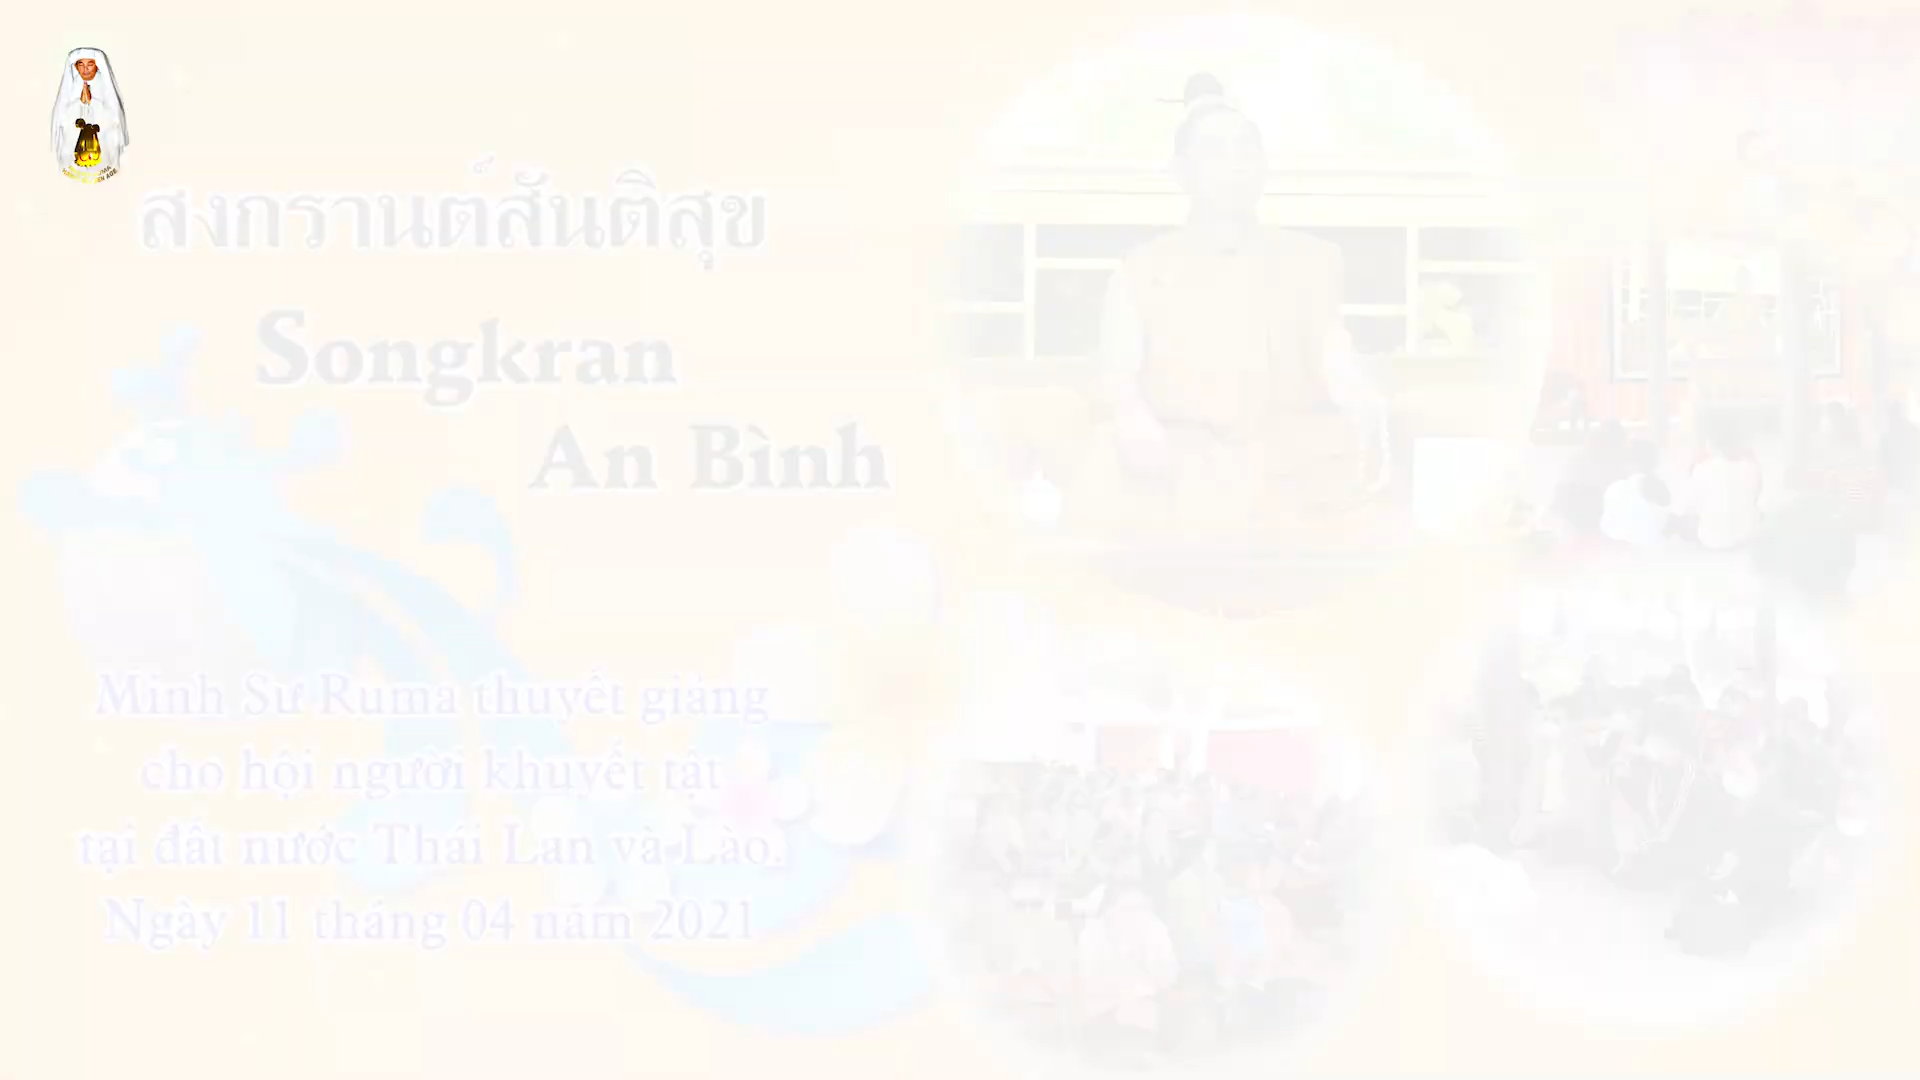 สงกรานต์สันติสุข
Songkran
An Bình
Minh Sư Ruma thuyết giảng
cho hội người khuyết tật
tại đất nước Thái Lan và Lào.
Ngày 11 tháng 04 năm 2021